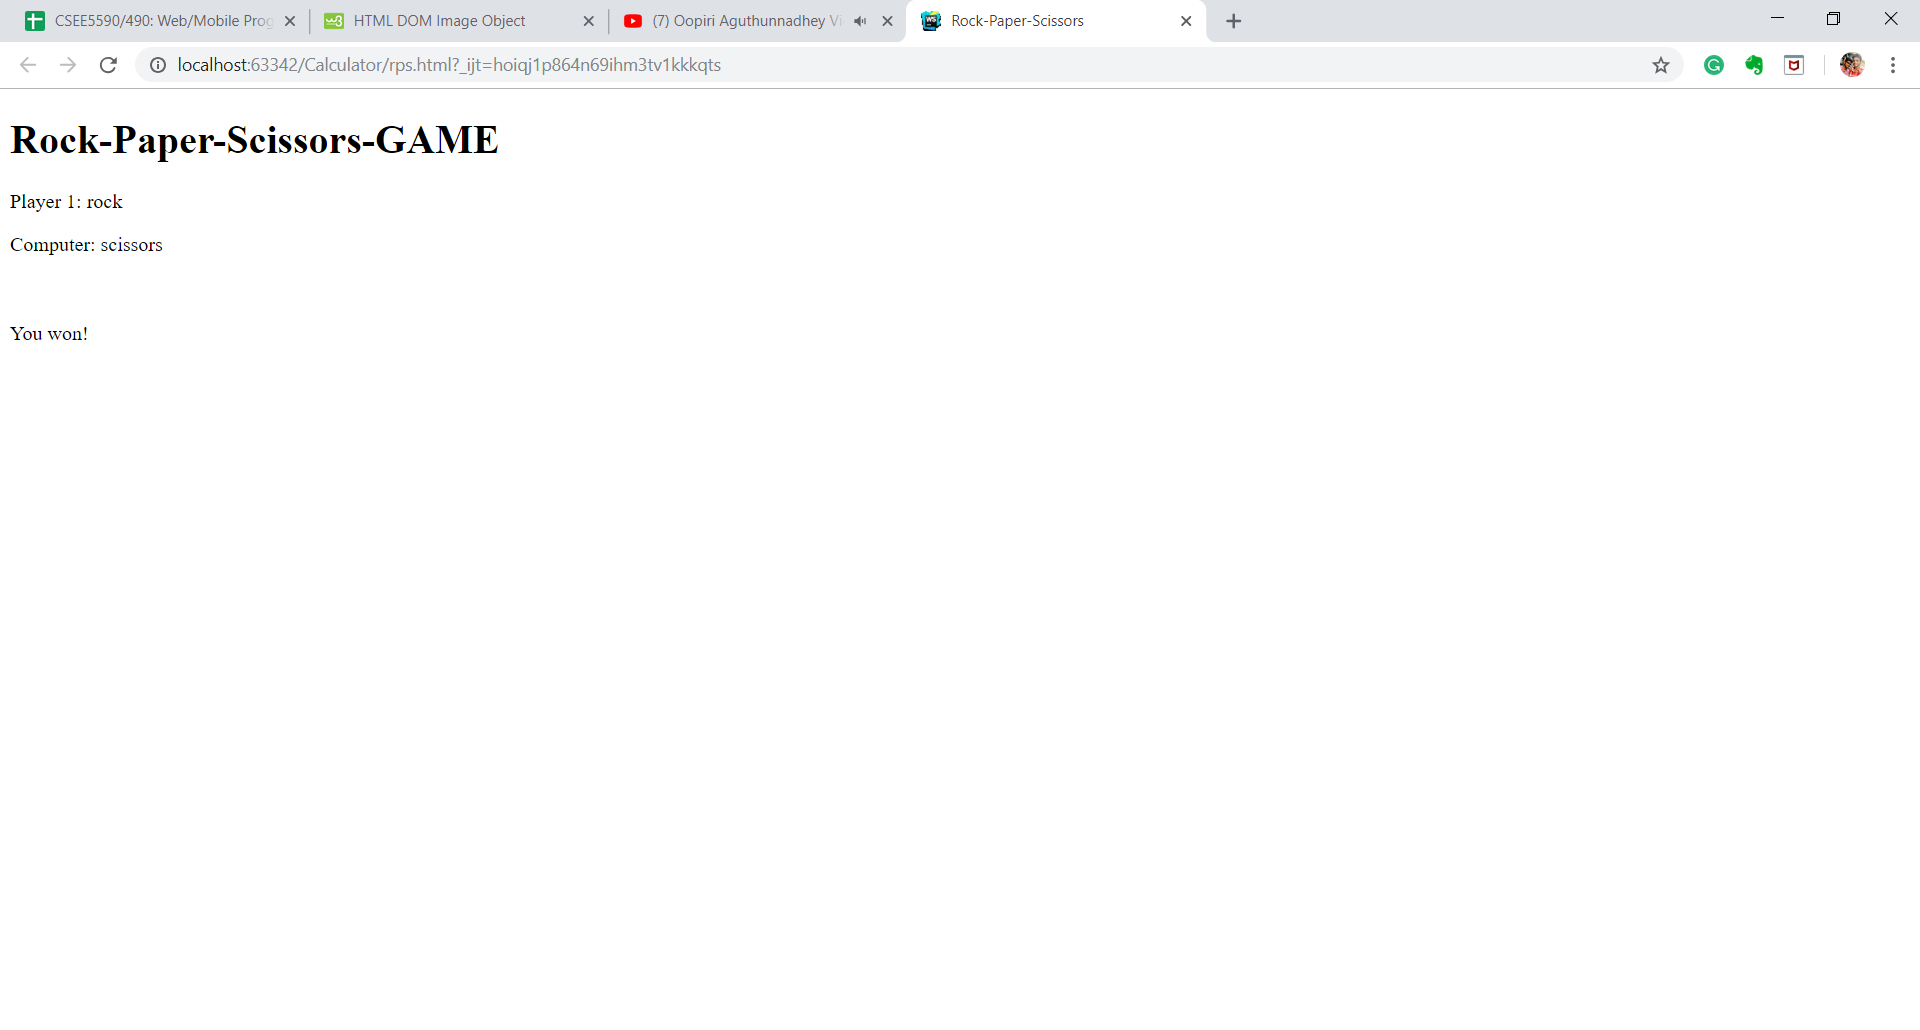 CSEE5590/490: Web/Mobile Prog
HTML DOM Image Object
(7) Oopiri Aguthunnadhey Vi
Rock-Paper-Scissors
localhost:63342/Calculator/rps.html?_ijt=hoiqj1p864n69ihm3tv1kkkqts
Rock-Paper-Scissors-GAME
Player 1: rock
Computer: scissors
You won!